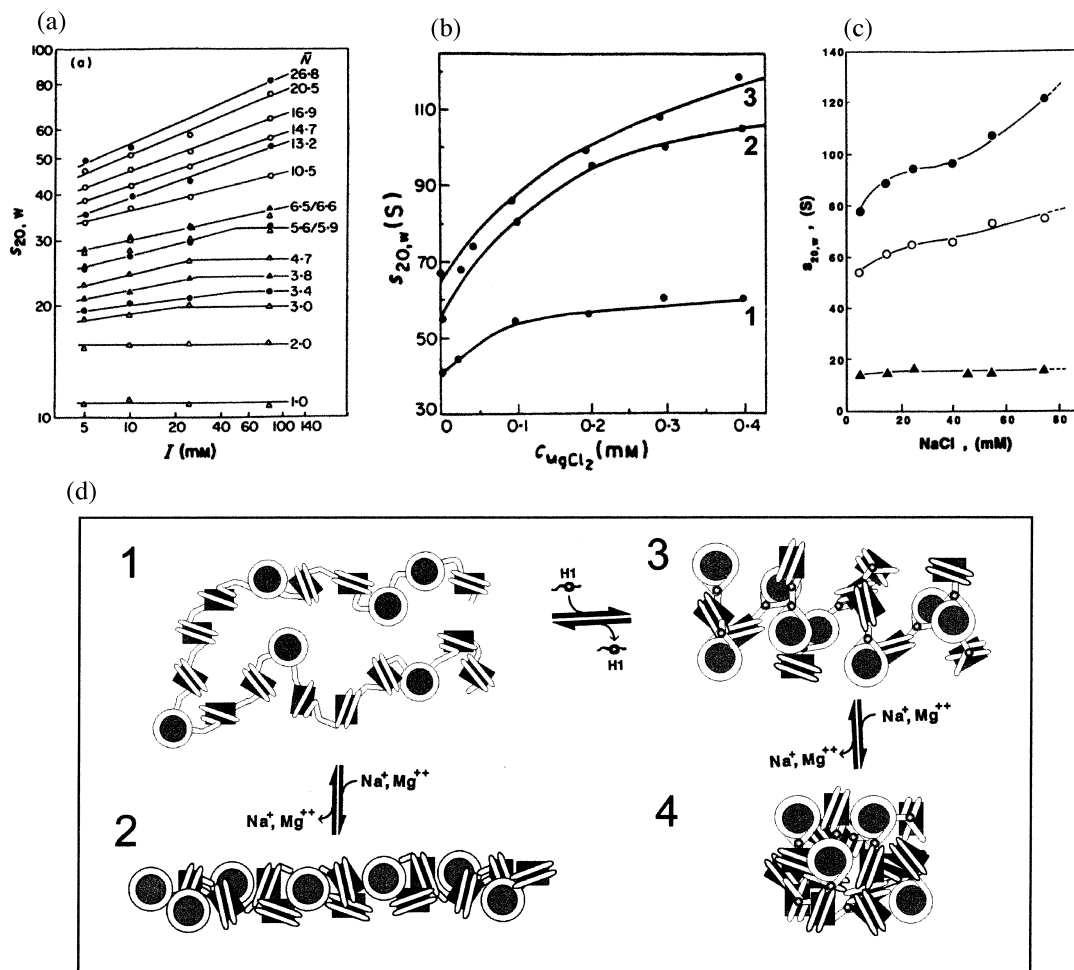 (a)
(a)
N̄
S20, w
100
80
60
50
40
30
20
10
26·8
20·5
16·9
14·7
13·2
10·5
6·5/6·6
5·6/5·9
4·7
3·8
3·4
3·0
2·0
1·0
5 10 20 50 100 140
I (mM)
(b)
S20,w (S)
110
90
70
50
30
3
2
1
0 0·1 0·2 0·3 0·4
CMgCl2 (mM)
(c)
S20,w , (S)
140
120
100
80
60
40
20
0
0 20 40 60 80
NaCl , (mM)
(d)
1
H1
H1
3
Na+, Mg++
Na+, Mg++
Na+, Mg++
Na+, Mg++
2
4